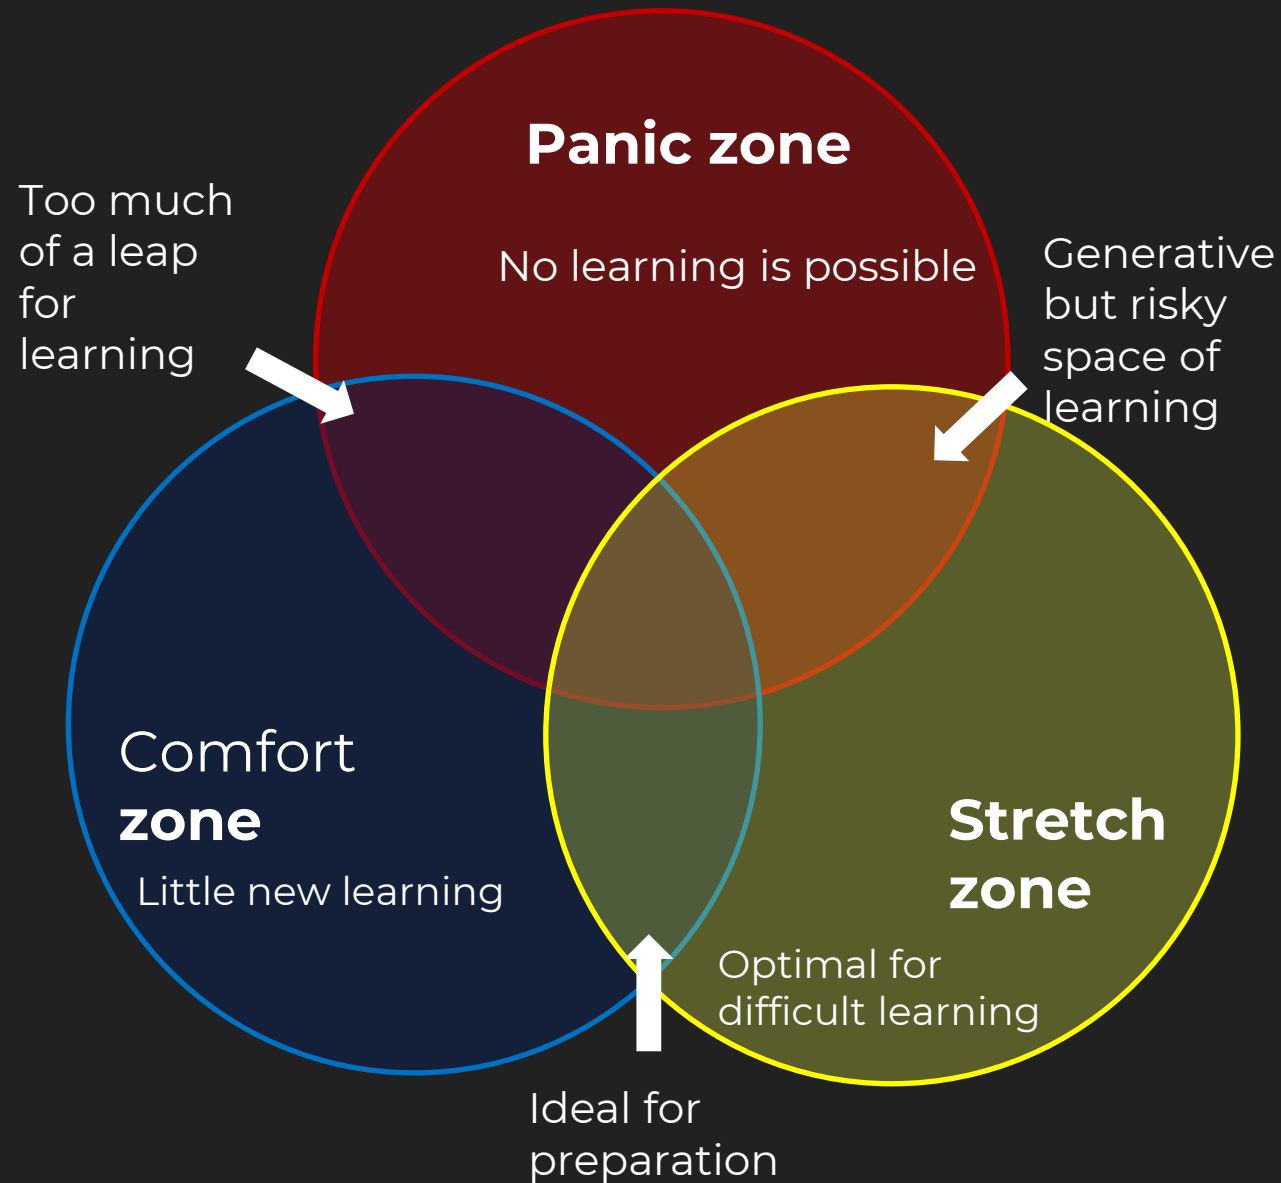 Panic zone
No learning is possible
Too much
of a leap
for
learning
Generative
but risky
space of
learning
Comfort
zone
Little new learning
Stretch
zone
Optimal for
difficult learning
Ideal for
preparation